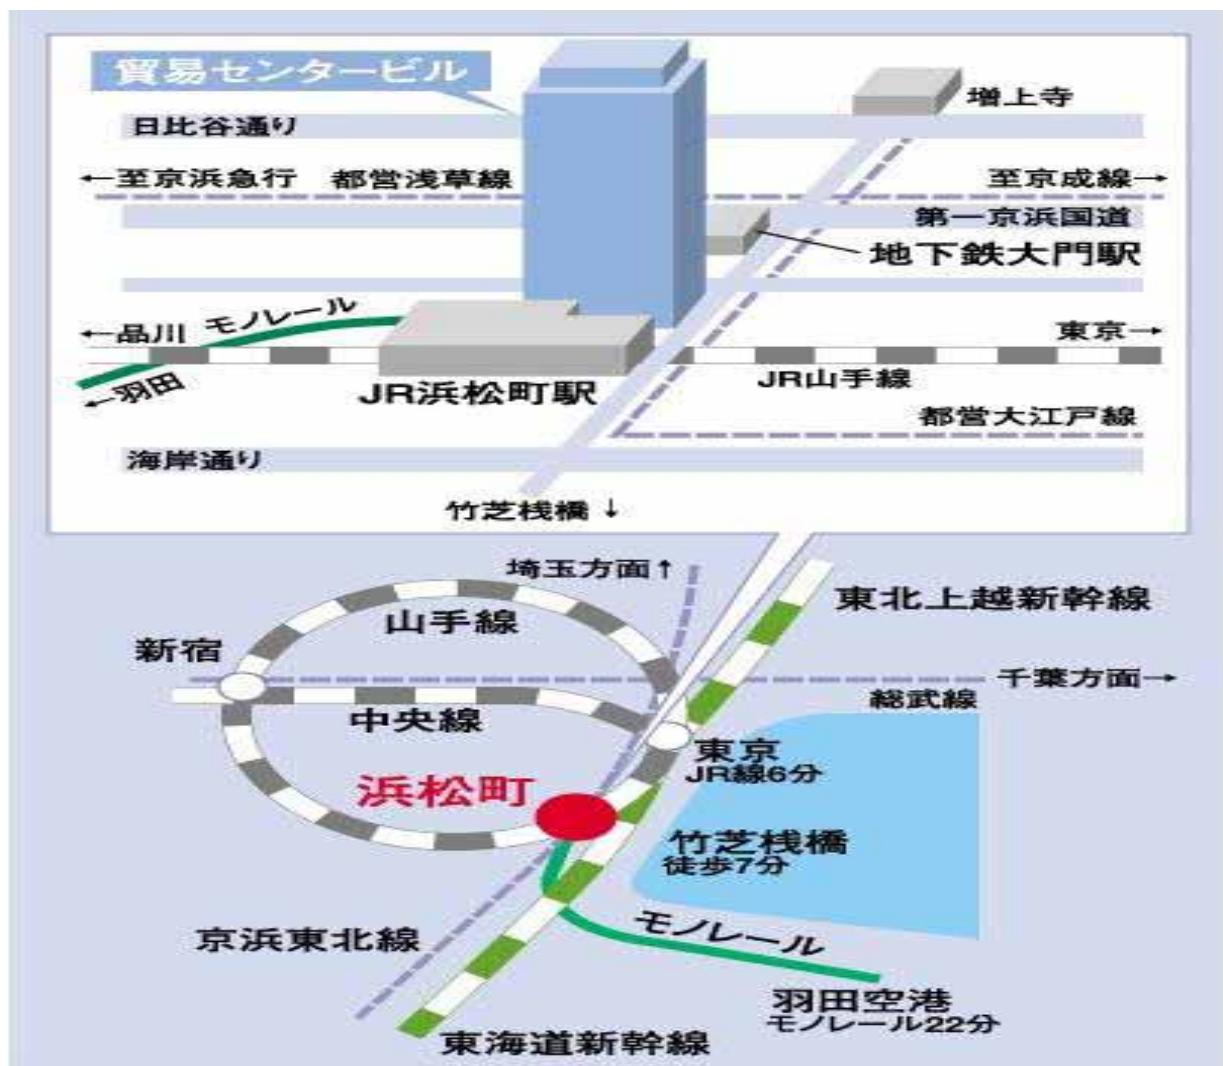 貿易センタービル
増上寺
日比谷通り
←至京浜急行 都営浅草線
至京成線→
第一京浜国道
地下鉄大門駅
←品川
モノレール
東京→
←羽田
JR浜松町駅
JR山手線
都営大江戸線
海岸通り
竹芝桟橋↓
埼玉方面↑
東北上越新幹線
山手線
新宿
千葉方面→
総武線
中央線
東京
JR線6分
浜松町
竹芝桟橋
徒歩7分
京浜東北線
モノレール
羽田空港
モノレール22分
東海道新幹線